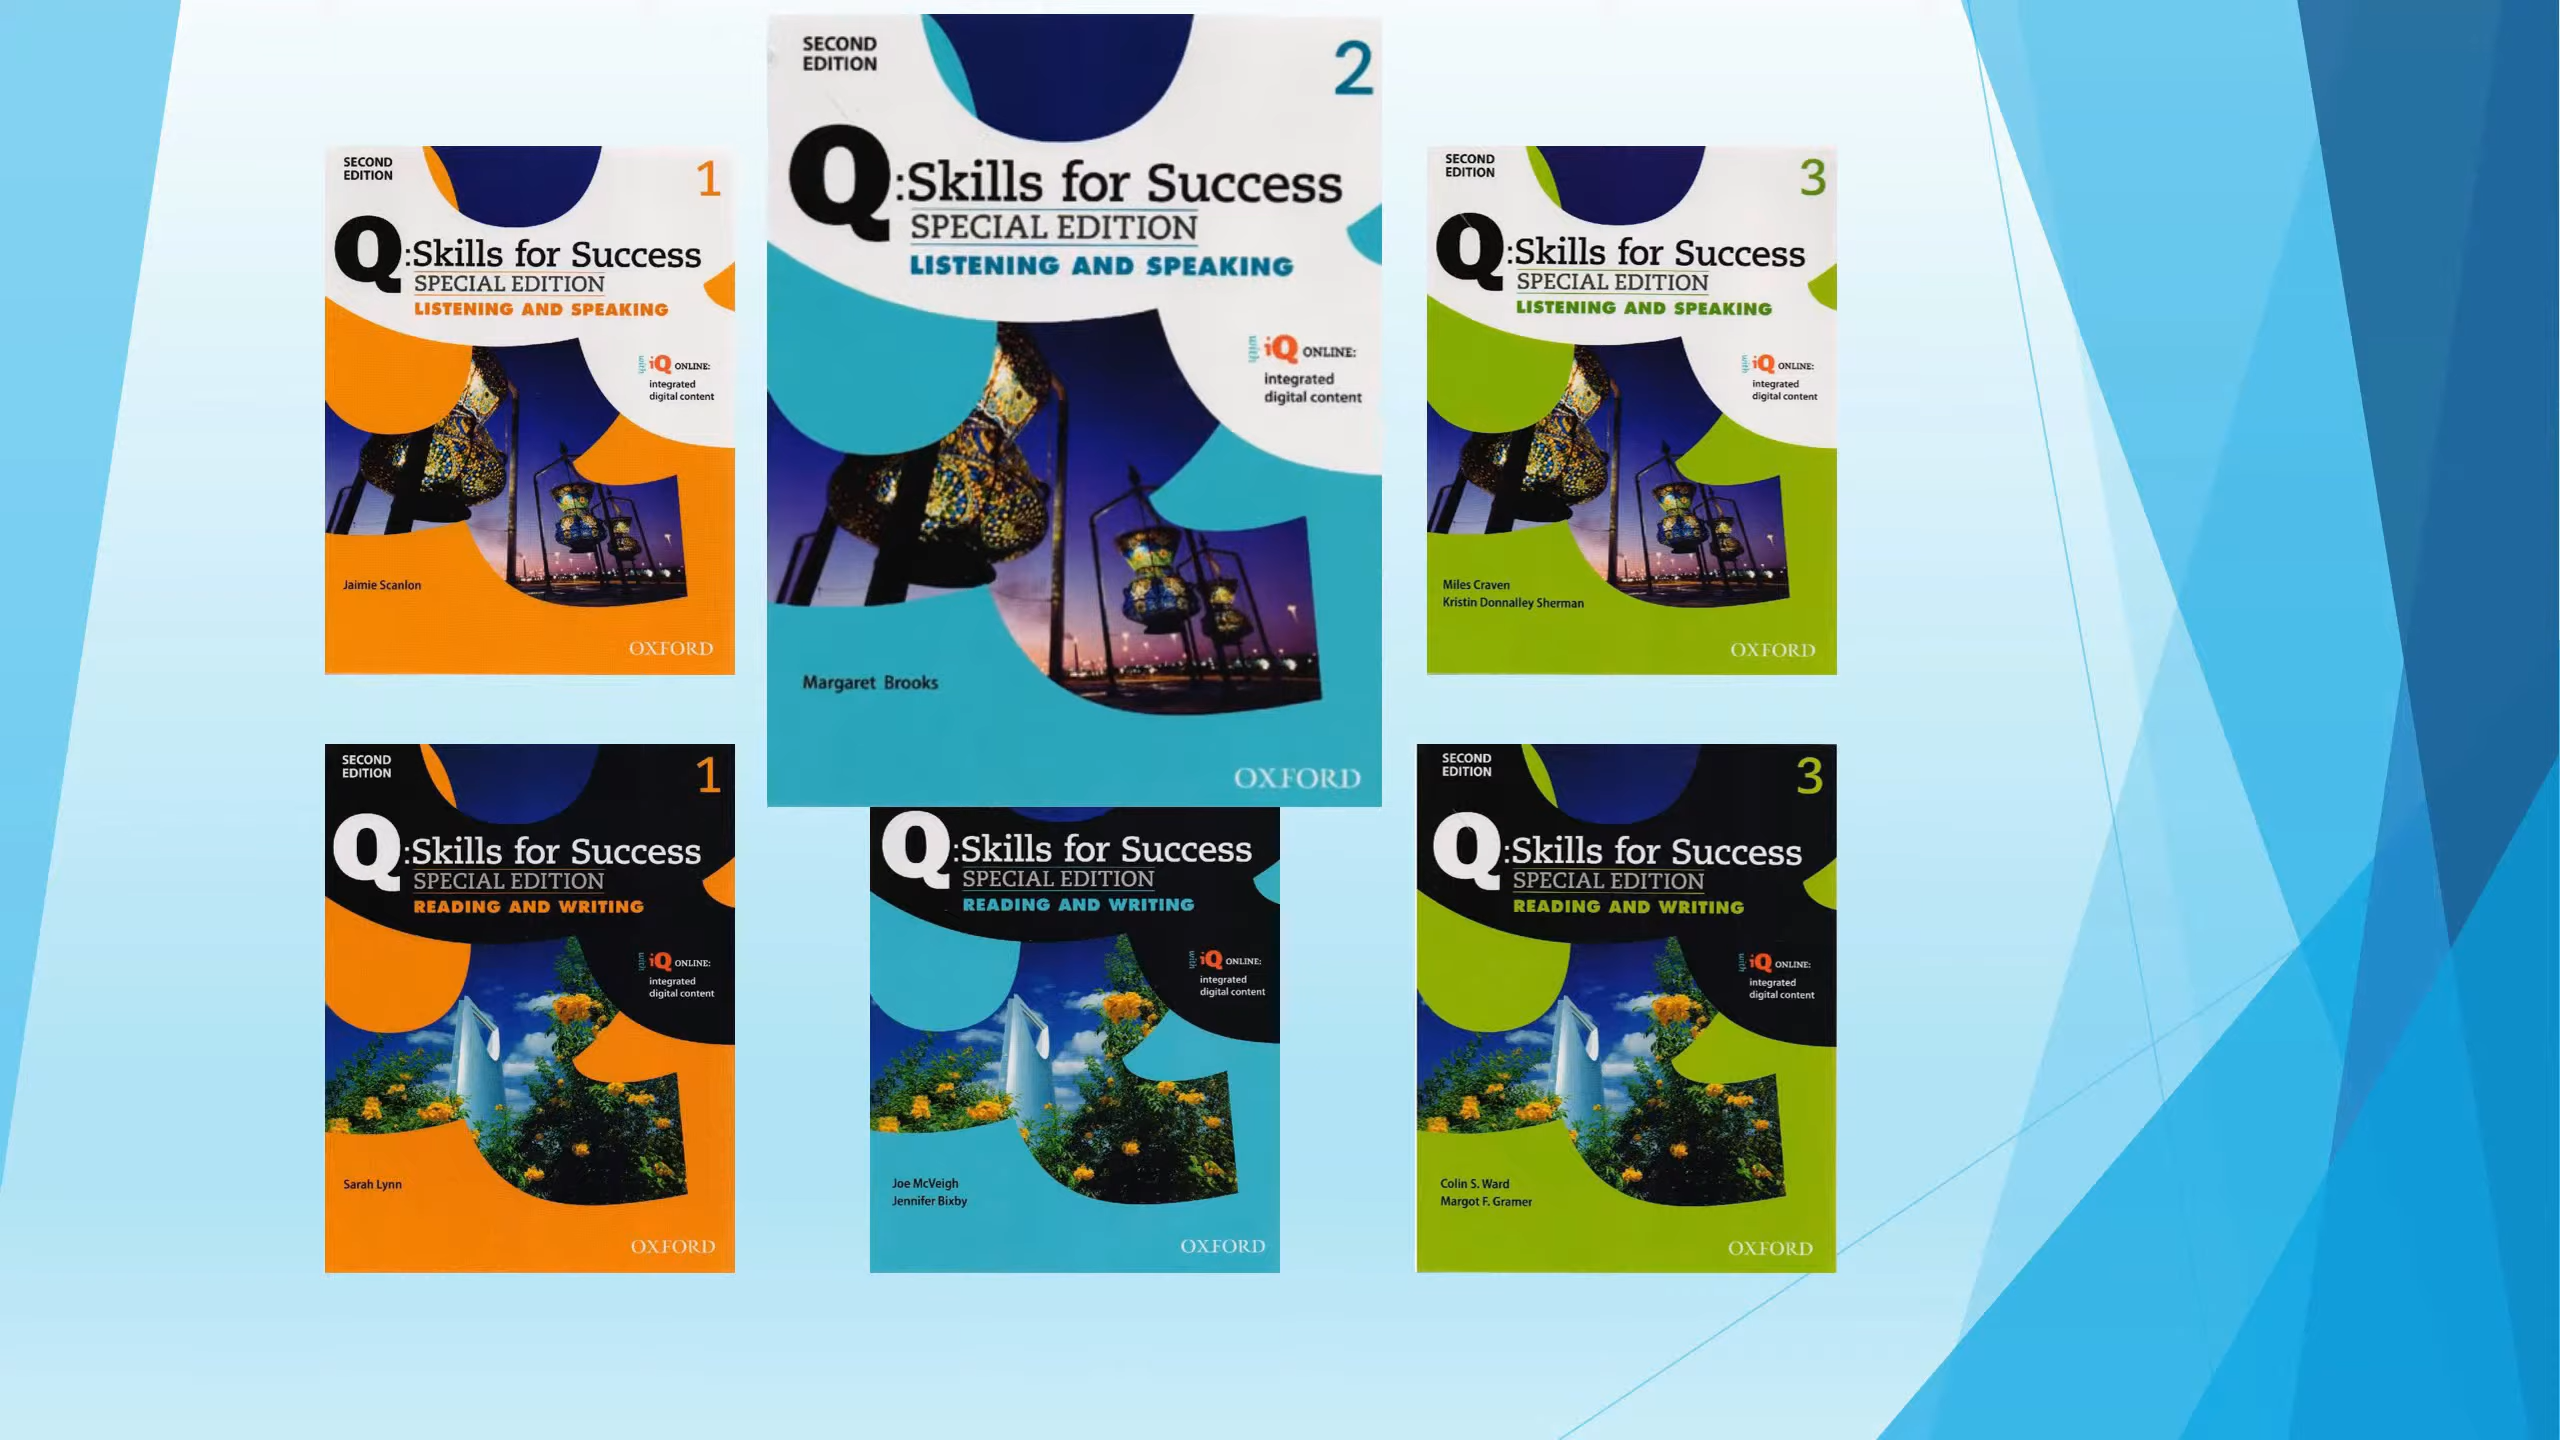 SECOND
EDITION
1
Q:Skills for Success
SPECIAL EDITION
LISTENING AND SPEAKING
with iQ ONLINE:
integrated
digital content
Jaimie Scanlon
OXFORD
SECOND
EDITION
2
Q:Skills for Success
SPECIAL EDITION
LISTENING AND SPEAKING
with iQ ONLINE:
integrated
digital content
Margaret Brooks
OXFORD
SECOND
EDITION
3
Q:Skills for Success
SPECIAL EDITION
LISTENING AND SPEAKING
with iQ ONLINE:
integrated
digital content
Miles Craven
Kristin Donnalley Sherman
OXFORD
SECOND
EDITION
1
Q:Skills for Success
SPECIAL EDITION
READING AND WRITING
with iQ ONLINE:
integrated
digital content
Sarah Lynn
OXFORD
Q:Skills for Success
SPECIAL EDITION
READING AND WRITING
with iQ ONLINE:
integrated
digital content
Joe McVeigh
Jennifer Bixby
OXFORD
SECOND
EDITION
3
Q:Skills for Success
SPECIAL EDITION
READING AND WRITING
with iQ ONLINE:
integrated
digital content
Colin S. Ward
Margot F. Gramer
OXFORD